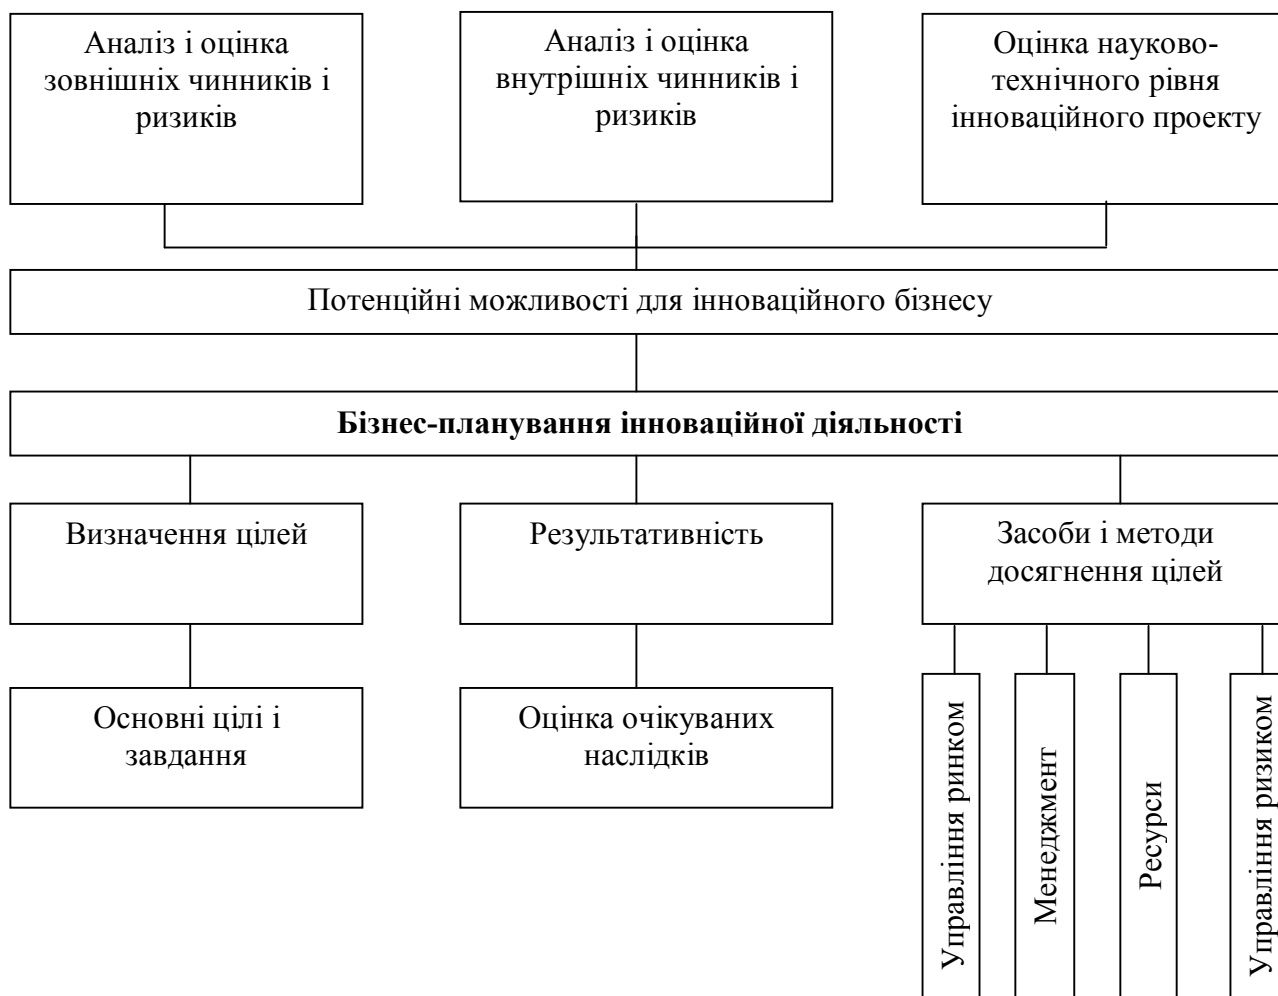 Аналіз і оцінка
зовнішніх чинників і
ризиків
Аналіз і оцінка
внутрішніх чинників і
ризиків
Оцінка науково-
технічного рівня
інноваційного проекту
Потенційні можливості для інноваційного бізнесу
Бізнес-планування інноваційної діяльності
Визначення цілей
Результативність
Засоби і методи
досягнення цілей
Основні цілі і
завдання
Оцінка очікуваних
наслідків
Управління ринком
Менеджмент
Ресурси
Управління ризиком